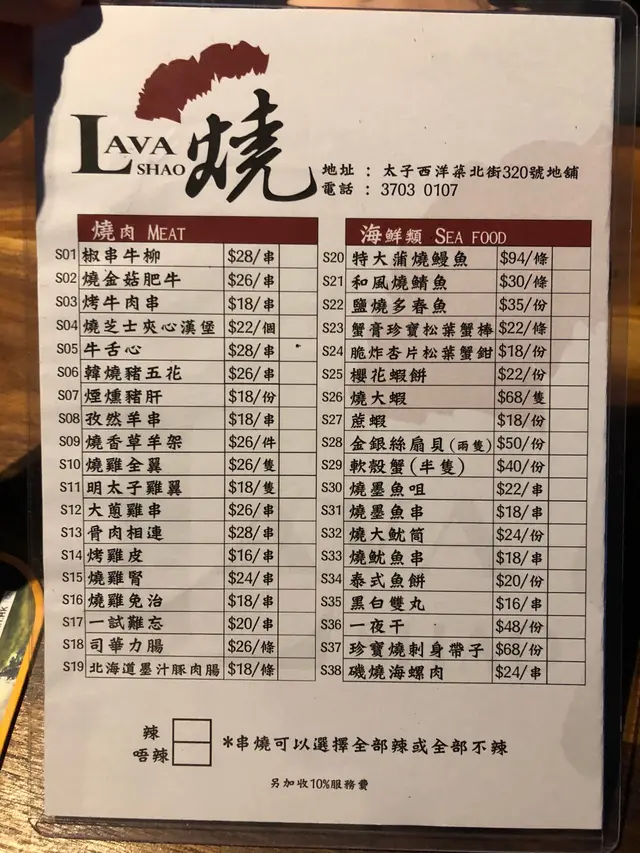 LAVA SHAO 燒
地址 : 太子西洋菜北街320號地舖
電話 : 3703 0107
燒肉 MEAT
S01 椒串牛柳 $28/串
S02 燒金菇肥牛 $26/串
S03 烤牛肉串 $18/串
S04 燒芝士夾心漢堡 $22/個
S05 牛舌心 $28/串
S06 韓燒豬五花 $26/串
S07 煙燻豬肝 $18/份
S08 孜然羊串 $18/串
S09 燒香草羊架 $26/件
S10 燒雞全翼 $26/隻
S11 明太子雞翼 $18/隻
S12 大蔥雞串 $26/串
S13 骨肉相連 $28/串
S14 烤雞皮 $16/串
S15 燒雞腎 $24/串
S16 燒雞免治 $18/串
S17 一試難忘 $20/串
S18 司華力腸 $26/條
S19 北海道墨汁豚肉腸 $18/條
海鮮類 SEA FOOD
S20 特大蒲燒鰻魚 $94/條
S21 和風燒鯖魚 $30/條
S22 鹽燒多春魚 $35/份
S23 蟹膏珍寶松葉蟹棒 $22/條
S24 脆炸杏片松葉蟹鉗 $18/份
S25 櫻花蝦餅 $22/份
S26 燒大蝦 $68/隻
S27 蔗蝦 $18/份
S28 金銀絲扇貝(兩隻) $50/份
S29 軟殼蟹(半隻) $40/份
S30 燒墨魚咀 $22/串
S31 燒墨魚串 $18/串
S32 燒大魷筒 $24/份
S33 燒魷魚串 $18/串
S34 泰式魚餅 $20/份
S35 黑白雙丸 $16/串
S36 一夜干 $48/份
S37 珍寶燒刺身帶子 $68/份
S38 磯燒海螺肉 $24/串
辣
唔辣
*串燒可以選擇全部辣或全部不辣
另加收10%服務費